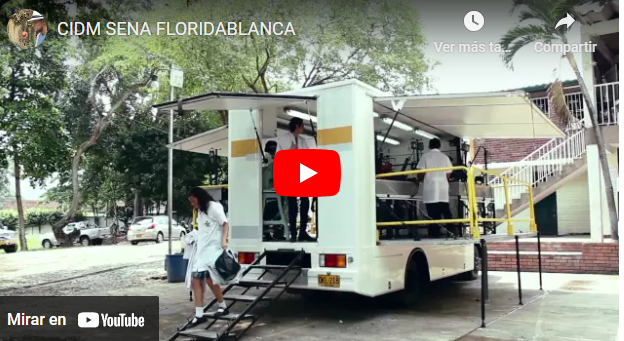 CIDM SENA FLORIDABLANCA
Ver más ta...
Compartir
Mirar en YouTube